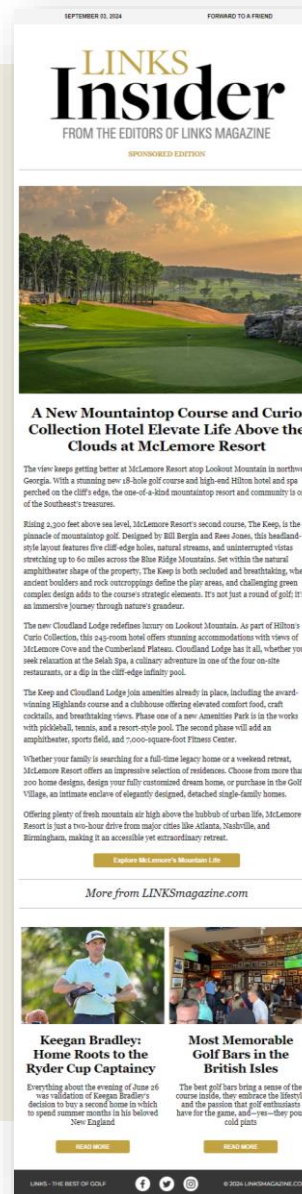 SEPTEMBER 03, 2024 FORWARD TO A FRIEND
LINKS
Insider
FROM THE EDITORS OF LINKS MAGAZINE
SPONSORED EDITION
A New Mountaintop Course and Curio
Collection Hotel Elevate Life Above the
Clouds at McLemore Resort
The view keeps getting better at McLemore Resort atop Lookout Mountain in northwe
Georgia. With a stunning new 18-hole golf course and high-end Hilton hotel and spa
perched on the cliff's edge, the one-of-a-kind mountaintop resort and community is o
of the Southeast's treasures.
Rising 2,300 feet above sea level, McLemore Resort's second course, The Keep, is the
pinnacle of mountaintop golf. Designed by Bill Bergin and Rees Jones, this headland-
style layout features five cliff-edge holes, natural streams, and uninterrupted vistas
stretching up to 60 miles across the Blue Ridge Mountains. Set within the natural
amphitheater shape of the property, The Keep is both secluded and breathtaking, whe
ancient boulders and rock outcroppings define the play areas, and challenging green
complex design adds to the course's strategic elements. It's not just a round of golf; it'
an immersive journey through nature's grandeur.
The new Cloudland Lodge redefines luxury on Lookout Mountain. As part of Hilton's
Curio Collection, this 245-room hotel offers stunning accommodations with views of
McLemore Cove and the Cumberland Plateau. Cloudland Lodge has it all, whether you
seek relaxation at the Selah Spa, a culinary adventure in one of the four on-site
restaurants, or a dip in the cliff-edge infinity pool.
The Keep and Cloudland Lodge join amenities already in place, including the award-
winning Highlands course and a clubhouse offering elevated comfort food, craft
cocktails, and breathtaking views. Phase one of a new Amenities Park is in the works
with pickleball, tennis, and a resort-style pool. The second phase will add an
amphitheater, sports field, and 7,000-square-foot Fitness Center.
Whether your family is searching for a full-time legacy home or a weekend retreat,
McLemore Resort offers an impressive selection of residences. Choose from more than
200 home designs, design your fully customized dream home, or purchase in the Golf
Village, an intimate enclave of elegantly designed, detached single-family homes.
Offering plenty of fresh mountain air high above the hubbub of urban life, McLemore
Resort is just a two-hour drive from major cities like Atlanta, Nashville, and
Birmingham, making it an accessible yet extraordinary retreat.
Explore McLemore's Mountain Life
More from LINKSmagazine.com
Keegan Bradley:
Home Roots to the
Ryder Cup Captaincy
Everything about the evening of June 26
was validation of Keegan Bradley's
decision to buy a second home in which
to spend summer months in his beloved
New England
READ MORE
Most Memorable
Golf Bars in the
British Isles
The best golf bars bring a sense of the
course inside, they embrace the lifestyl
and the passion that golf enthusiasts
have for the game, and—yes—they pou
cold pints
READ MORE
LINKS - THE BEST OF GOLF © 2024 LINKSMAGAZINE.CO